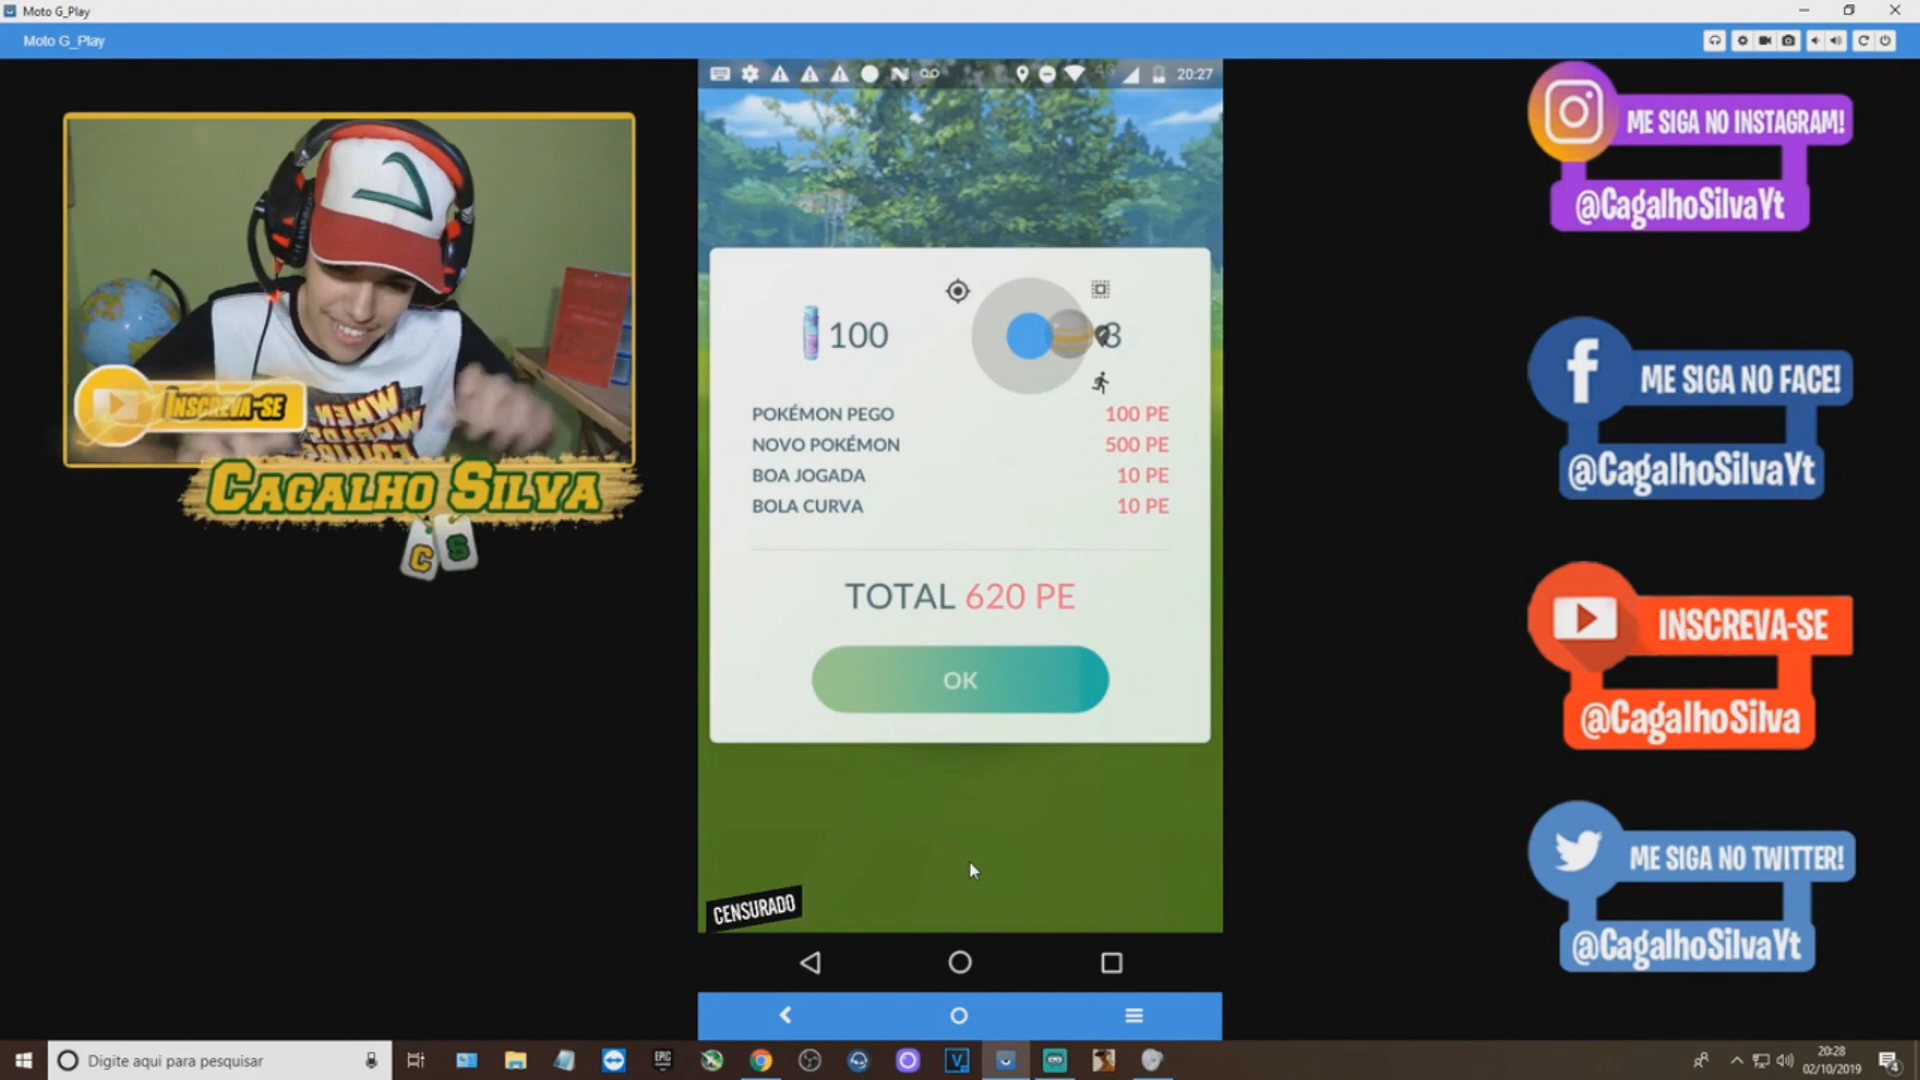 Moto G_Play
Moto G_Play
20:27
100
3
POKÉMON PEGO 100 PE
NOVO POKÉMON 500 PE
BOA JOGADA 10 PE
BOLA CURVA 10 PE
TOTAL 620 PE
OK
CENSURADO
INSCREVA-SE
CAGALHO SILVA
C S
ME SIGA NO INSTAGRAM!
@CagalhoSilvaYt
ME SIGA NO FACE!
@CagalhoSilvaYt
INSCREVA-SE
@CagalhoSilva
ME SIGA NO TWITTER!
@CagalhoSilvaYt
Digite aqui para pesquisar
EPIC
20:28
02/10/2019
4